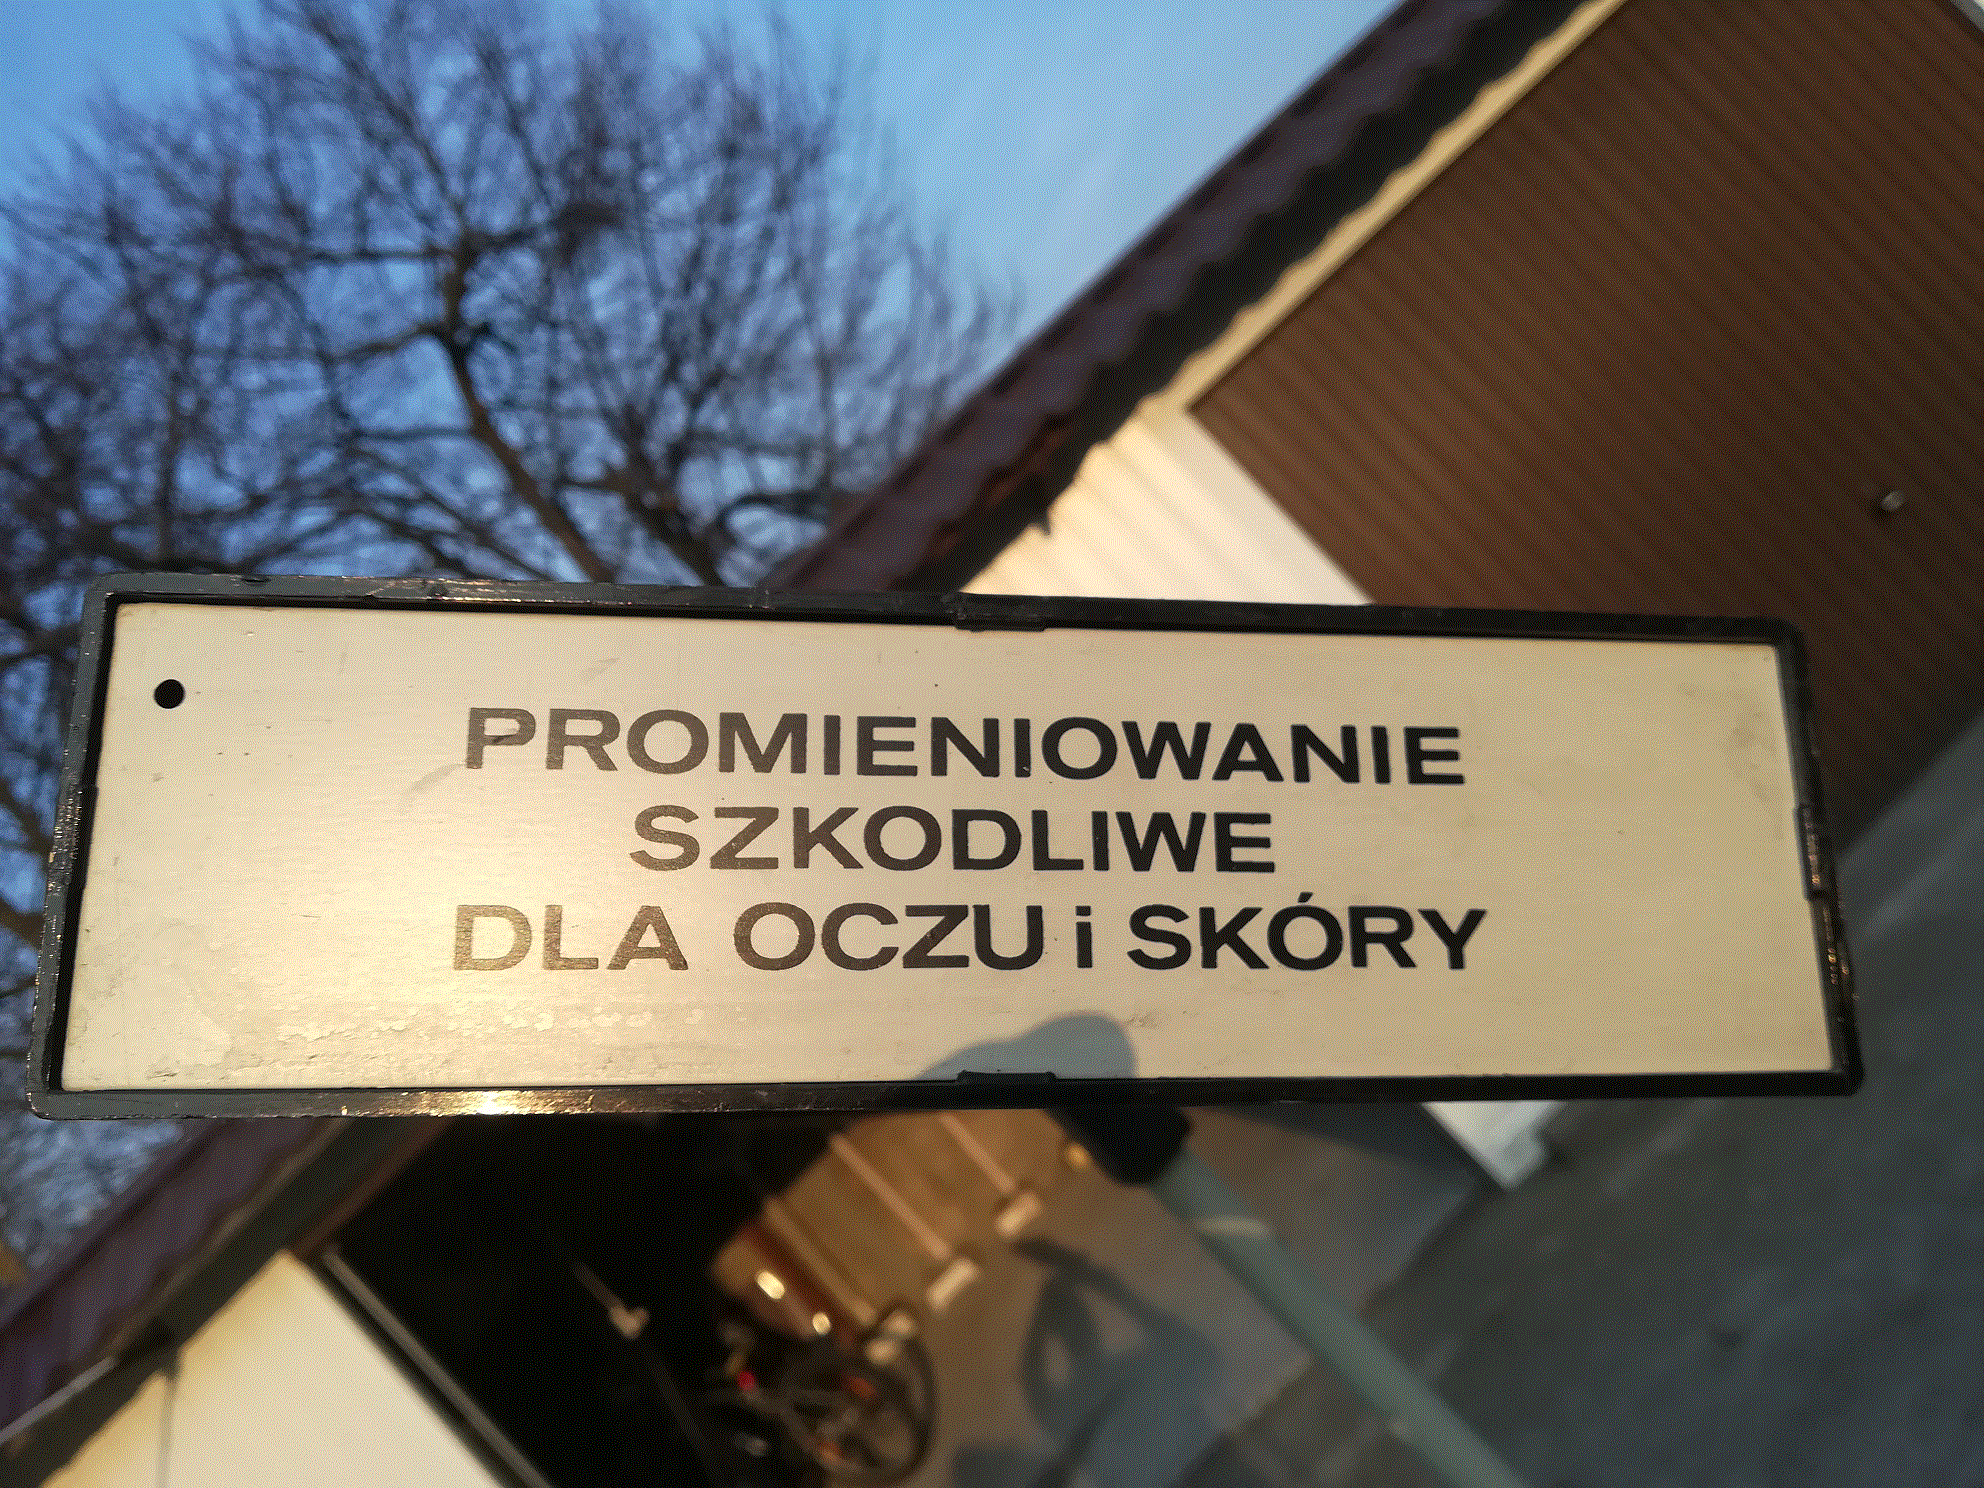 PROMIENIOWANIE
SZKODLIWE
DLA OCZU i SKÓRY